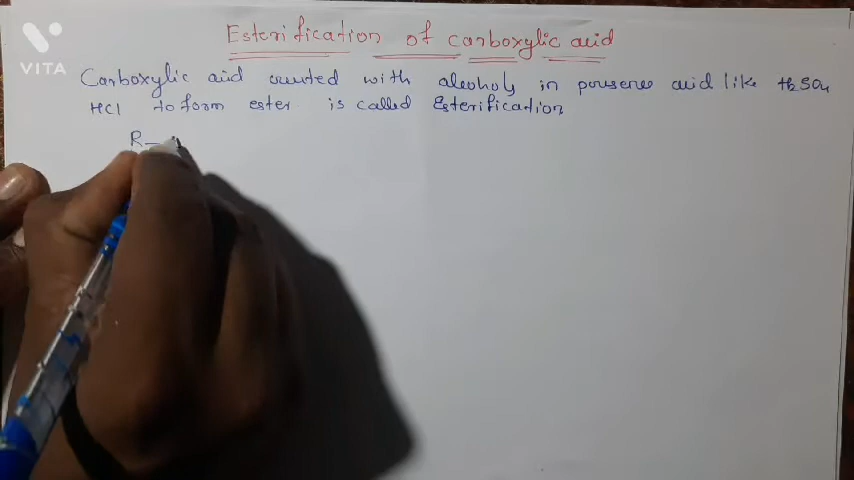 VITA
Esterification of carboxylic acid
Carboxylic acid reacted with alcohols in presence acid like H₂SO₄
HCl to form ester is called Esterification
R—